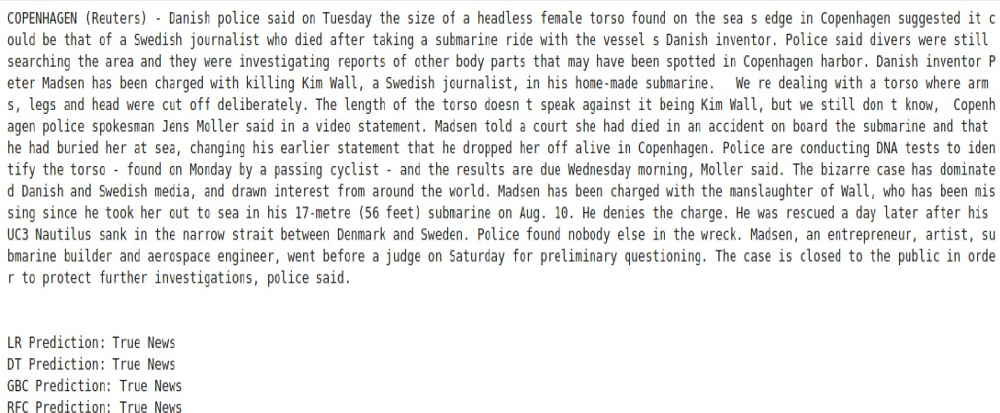 COPENHAGEN (Reuters) - Danish police said on Tuesday the size of a headless female torso found on the sea s edge in Copenhagen suggested it c
ould be that of a Swedish journalist who died after taking a submarine ride with the vessel s Danish inventor. Police said divers were still
searching the area and they were investigating reports of other body parts that may have been spotted in Copenhagen harbor. Danish inventor P
eter Madsen has been charged with killing Kim Wall, a Swedish journalist, in his home-made submarine.   We re dealing with a torso where arm
s, legs and head were cut off deliberately. The length of the torso doesn t speak against it being Kim Wall, but we still don t know,  Copenh
agen police spokesman Jens Moller said in a video statement. Madsen told a court she had died in an accident on board the submarine and that
he had buried her at sea, changing his earlier statement that he dropped her off alive in Copenhagen. Police are conducting DNA tests to iden
tify the torso - found on Monday by a passing cyclist - and the results are due Wednesday morning, Moller said. The bizarre case has dominate
d Danish and Swedish media, and drawn interest from around the world. Madsen has been charged with the manslaughter of Wall, who has been mis
sing since he took her out to sea in his 17-metre (56 feet) submarine on Aug. 10. He denies the charge. He was rescued a day later after his
UC3 Nautilus sank in the narrow strait between Denmark and Sweden. Police found nobody else in the wreck. Madsen, an entrepreneur, artist, su
bmarine builder and aerospace engineer, went before a judge on Saturday for preliminary questioning. The case is closed to the public in orde
r to protect further investigations, police said.
LR Prediction: True News
DT Prediction: True News
GBC Prediction: True News
RFC Prediction: True News